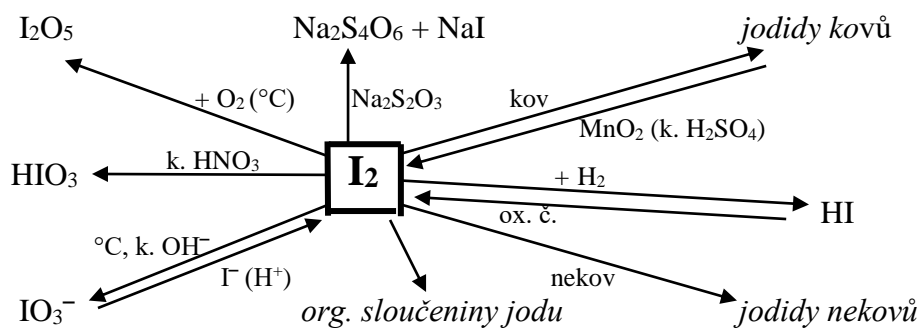 I₂O₅ Na₂S₄O₆ + NaI jodidy kovů
+ O₂ (°C) Na₂S₂O₃ kov
MnO₂ (k. H₂SO₄)
HIO₃ k. HNO₃ I₂ + H₂
ox. č. HI
°C, k. OH⁻
I⁻ (H⁺) nekov
IO₃⁻ org. sloučeniny jodu jodidy nekovů